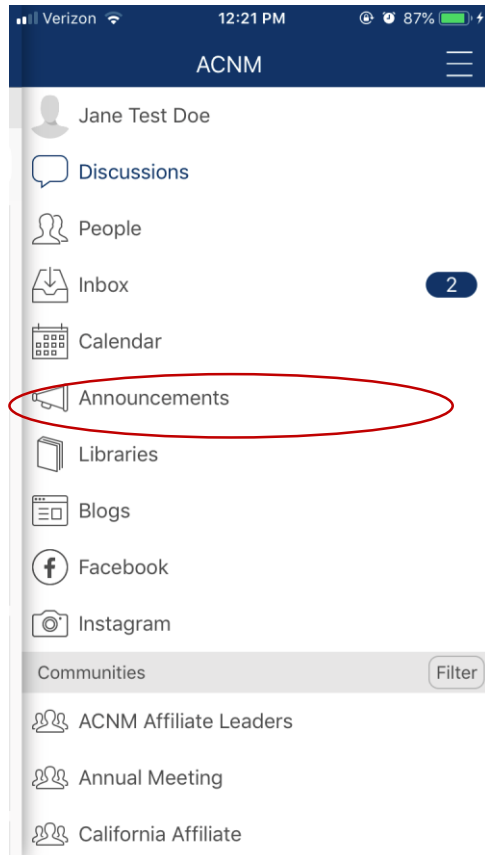 Verizon 12:21 PM 87%
ACNM
Jane Test Doe
Discussions
People
Inbox 2
Calendar
Announcements
Libraries
Blogs
Facebook
Instagram
Communities Filter
ACNM Affiliate Leaders
Annual Meeting
California Affiliate